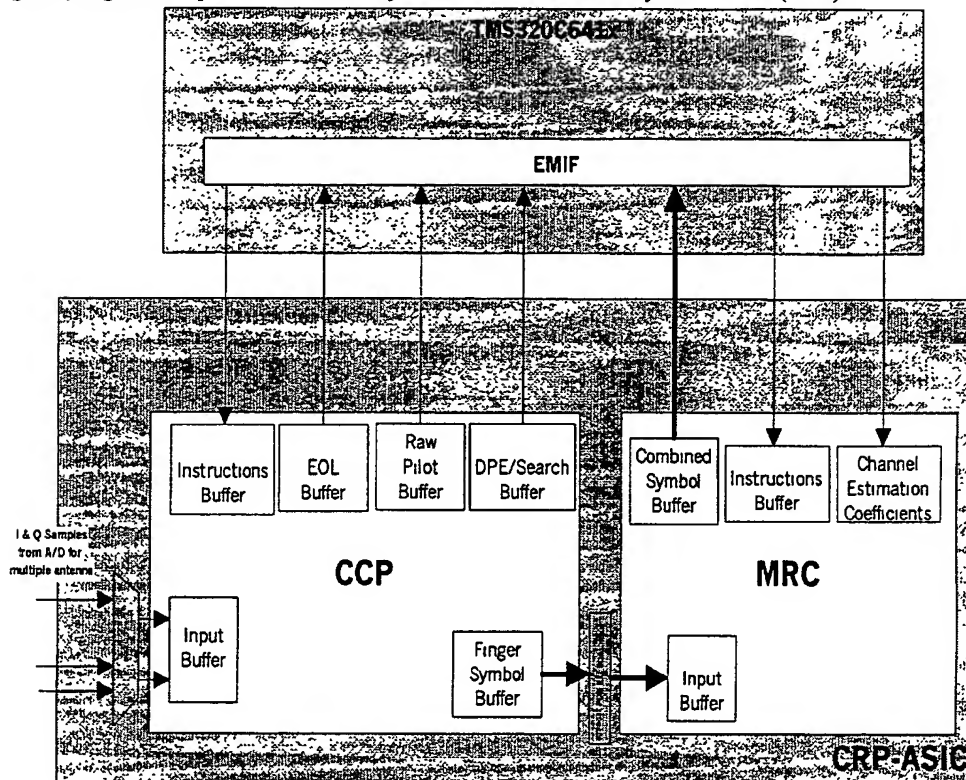 TMS320C641x
EMIF
Instructions
Buffer
EOL
Buffer
Raw
Pilot
Buffer
DPE/Search
Buffer
Combined
Symbol
Buffer
Instructions
Buffer
Channel
Estimation
Coefficients
I & Q Samples
from A/D for
multiple antenna
CCP
MRC
Input
Buffer
Finger
Symbol
Buffer
Input
Buffer
CRP-ASIC